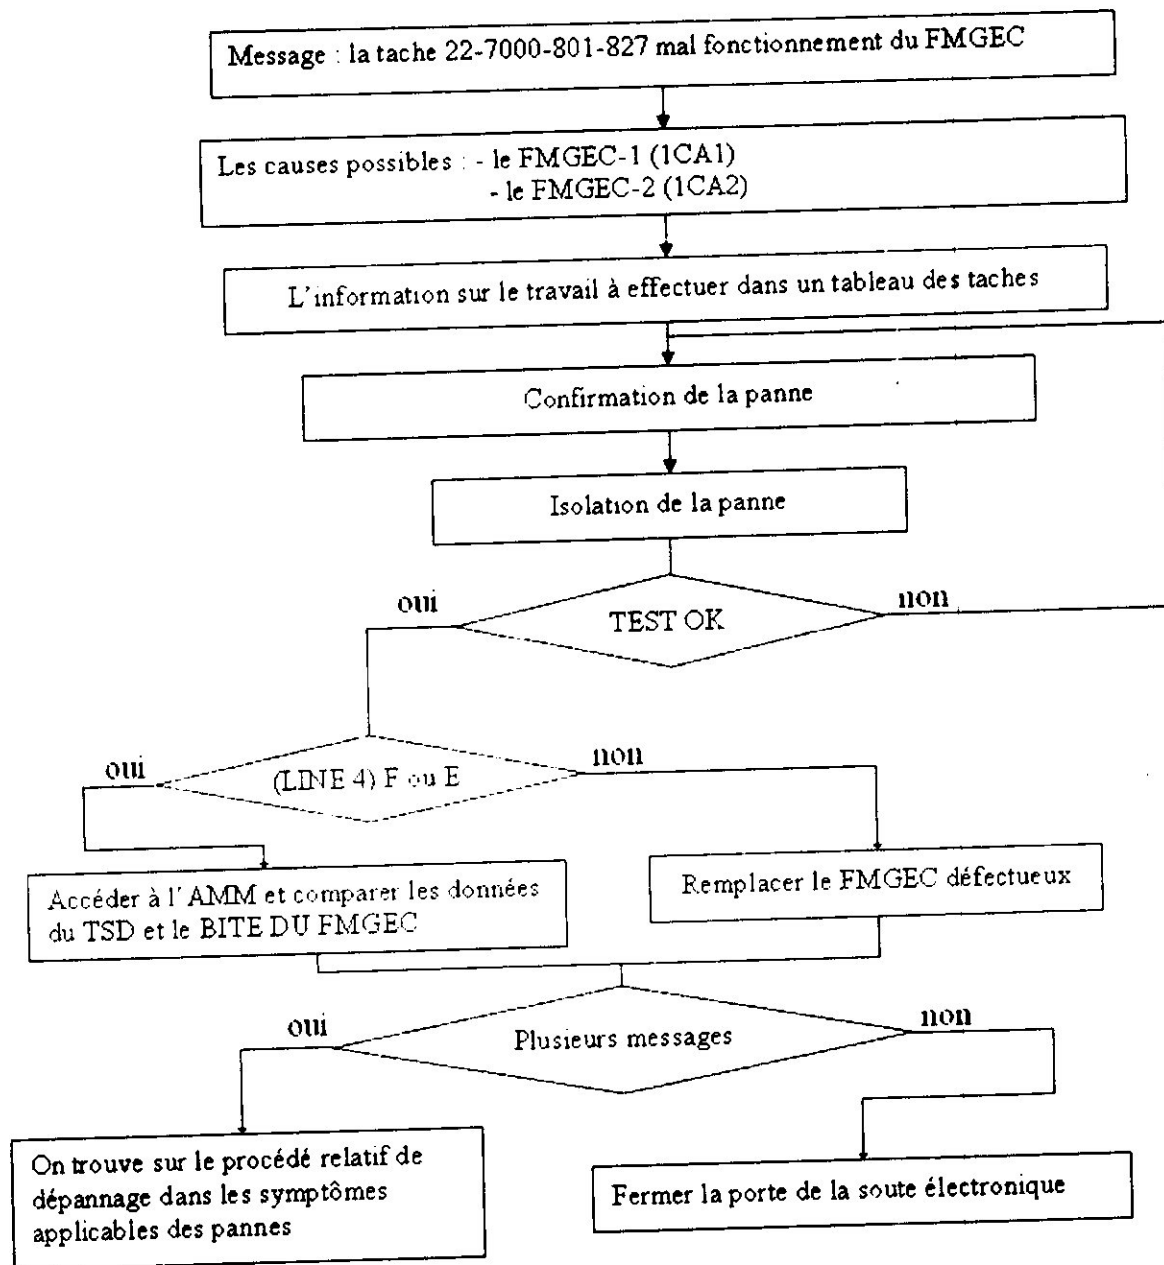 Message : la tache 22-7000-801-827 mal fonctionnement du FMGEC
Les causes possibles : - le FMGEC-1 (1CA1)
- le FMGEC-2 (1CA2)
L'information sur le travail à effectuer dans un tableau des taches
Confirmation de la panne
Isolation de la panne
oui
TEST OK
non
oui
(LINE 4) F ou E
non
Accéder à l'AMM et comparer les données
du TSD et le BITE DU FMGEC
Remplacer le FMGEC défectueux
oui
Plusieurs messages
non
On trouve sur le procédé relatif de
dépannage dans les symptômes
applicables des pannes
Fermer la porte de la soute électronique